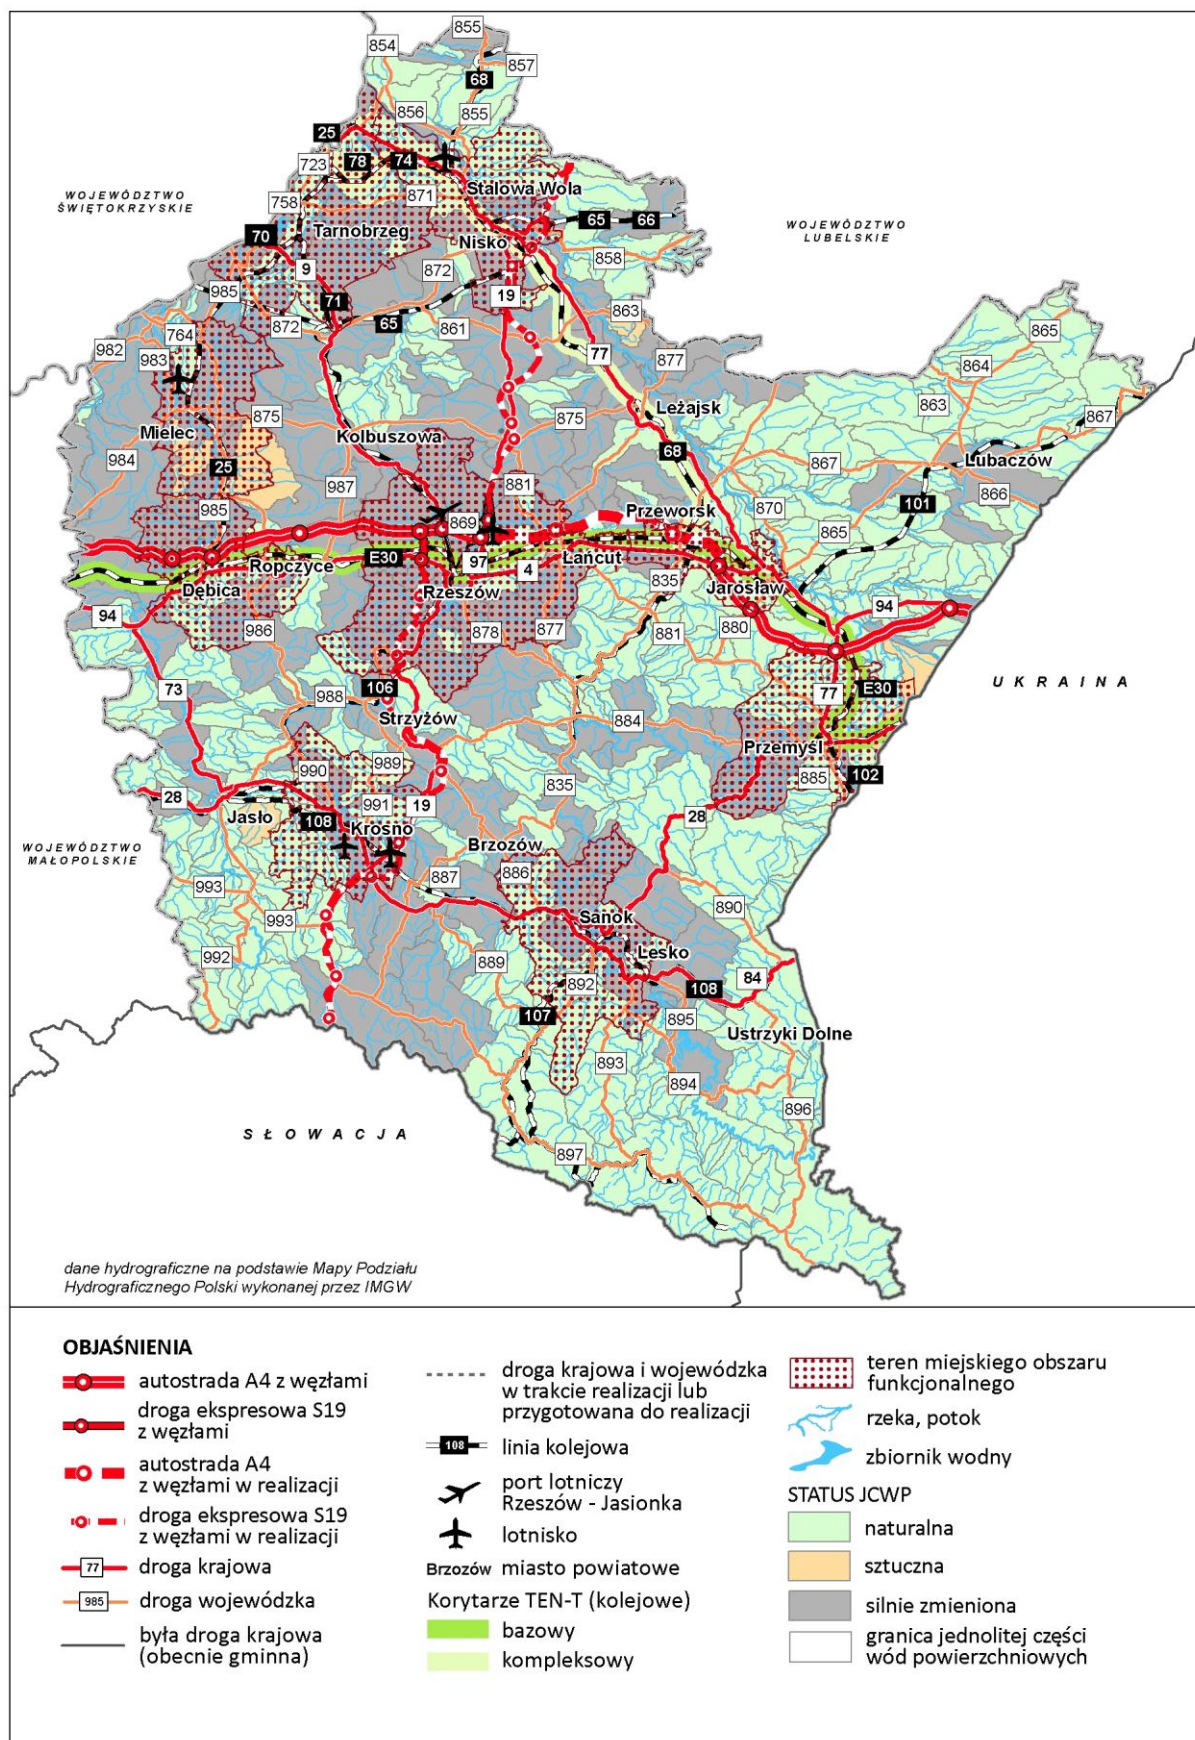 855
854
857
68
856
855
25
78
74
723
WOJEWÓDZTWO
ŚWIĘTOKRZYSKIE
Stalowa Wola
758
871
65
66
WOJEWÓDZTWO
LUBELSKIE
Tarnobrzeg
70
Nisko
858
9
872
985
19
71
764
872
65
861
863
865
982
983
77
877
864
863
Leżajsk
875
875
867
Mielec
Kolbuszowa
984
25
68
867
Lubaczów
987
881
866
101
985
869
Przeworsk
870
865
E30
97
Łańcut
Ropczyce
4
Dębica
Rzeszów
835
Jarosław
94
94
986
878
877
881
880
73
988
106
77
E30
UKRAINA
Strzyżów
884
Przemyśl
990
989
885
102
28
991
19
835
28
Jasło
108
Krosno
Brzozów
WOJEWÓDZTWO
MAŁOPOLSKIE
887
886
993
890
993
Sanok
992
889
Lesko
892
84
108
107
895
Ustrzyki Dolne
893
894
896
SŁOWACJA
897
dane hydrograficzne na podstawie Mapy Podziału
Hydrograficznego Polski wykonanej przez IMGW
OBJAŚNIENIA
autostrada A4 z węzłami
droga ekspresowa S19
z węzłami
autostrada A4
z węzłami w realizacji
droga ekspresowa S19
z węzłami w realizacji
77 droga krajowa
985 droga wojewódzka
była droga krajowa
(obecnie gminna)
droga krajowa i wojewódzka
w trakcie realizacji lub
przygotowana do realizacji
108 linia kolejowa
port lotniczy
Rzeszów - Jasionka
lotnisko
Brzozów miasto powiatowe
Korytarze TEN-T (kolejowe)
bazowy
kompleksowy
teren miejskiego obszaru
funkcjonalnego
rzeka, potok
zbiornik wodny
STATUS JCWP
naturalna
sztuczna
silnie zmieniona
granica jednolitej części
wód powierzchniowych